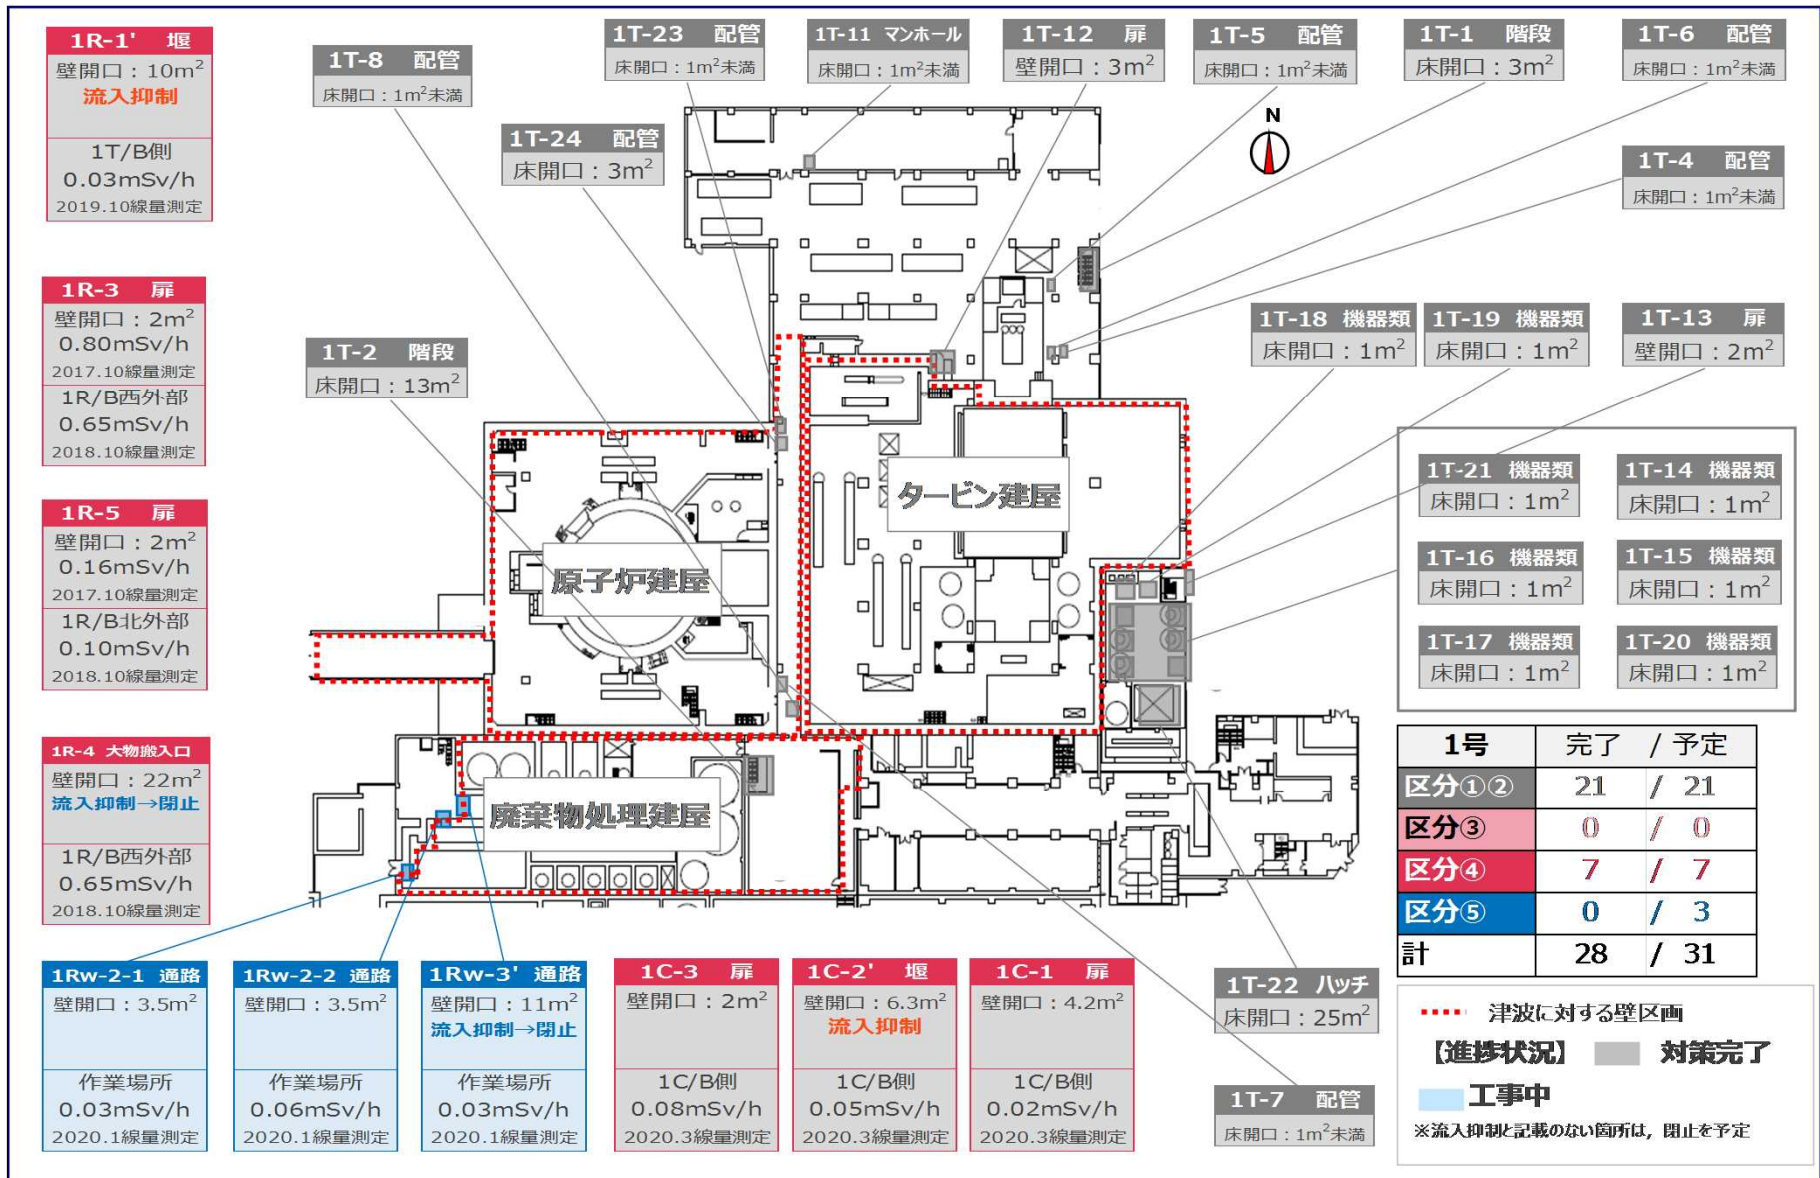 1R-1' 堰
壁開口：10m²
流入抑制
1T/B側
0.03mSv/h
2019.10線量測定
1T-8 配管
床開口：1m²未満
1T-23 配管
床開口：1m²未満
1T-11 マンホール
床開口：1m²未満
1T-12 扉
壁開口：3m²
1T-5 配管
床開口：1m²未満
1T-1 階段
床開口：3m²
1T-6 配管
床開口：1m²未満
1T-24 配管
床開口：3m²
N
1T-4 配管
床開口：1m²未満
1R-3 扉
壁開口：2m²
0.80mSv/h
2017.10線量測定
1R/B西外部
0.65mSv/h
2018.10線量測定
1T-2 階段
床開口：13m²
1T-18 機器類
床開口：1m²
1T-19 機器類
床開口：1m²
1T-13 扉
壁開口：2m²
1T-21 機器類
床開口：1m²
1T-14 機器類
床開口：1m²
1T-16 機器類
床開口：1m²
1T-15 機器類
床開口：1m²
1T-17 機器類
床開口：1m²
1T-20 機器類
床開口：1m²
タービン建屋
原子炉建屋
廃棄物処理建屋
1R-5 扉
壁開口：2m²
0.16mSv/h
2017.10線量測定
1R/B北外部
0.10mSv/h
2018.10線量測定
1R-4 大物搬入口
壁開口：22m²
流入抑制→閉止
1R/B西外部
0.65mSv/h
2018.10線量測定
1号 完了 / 予定
区分①② 21 / 21
区分③ 0 / 0
区分④ 7 / 7
区分⑤ 0 / 3
計 28 / 31
1Rw-2-1 通路
壁開口：3.5m²
作業場所
0.03mSv/h
2020.1線量測定
1Rw-2-2 通路
壁開口：3.5m²
作業場所
0.06mSv/h
2020.1線量測定
1Rw-3' 通路
壁開口：11m²
流入抑制→閉止
作業場所
0.03mSv/h
2020.1線量測定
1C-3 扉
壁開口：2m²
1C/B側
0.08mSv/h
2020.3線量測定
1C-2' 堰
壁開口：6.3m²
流入抑制
1C/B側
0.05mSv/h
2020.3線量測定
1C-1 扉
壁開口：4.2m²
1C/B側
0.02mSv/h
2020.3線量測定
1T-22 ハッチ
床開口：25m²
1T-7 配管
床開口：1m²未満
津波に対する壁区画
【進捗状況】 対策完了
工事中
※流入抑制と記載のない箇所は，閉止を予定